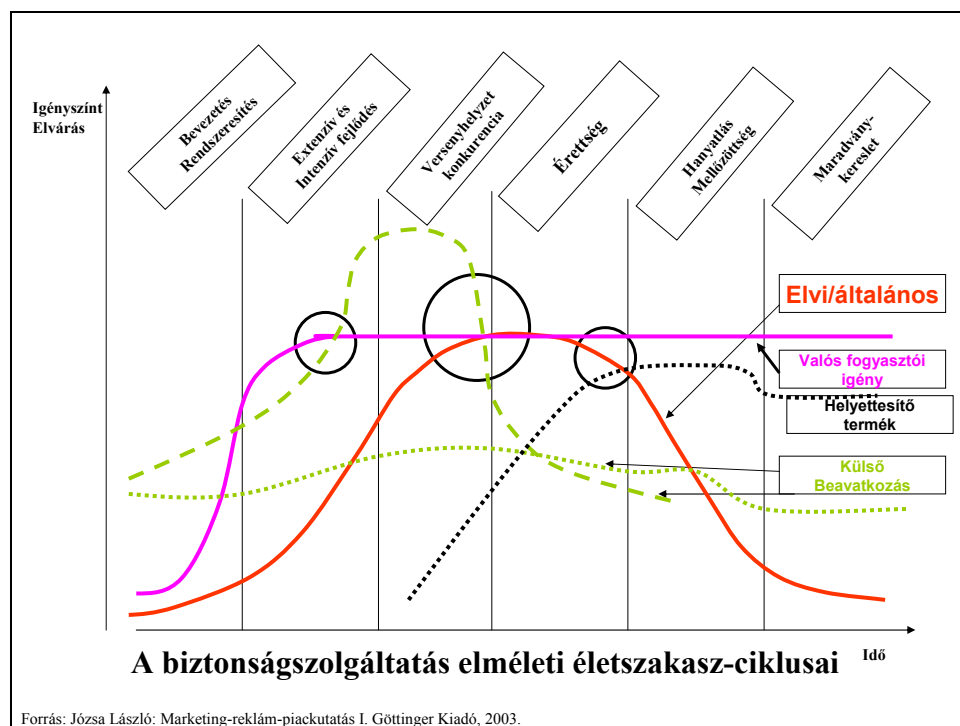 Igényszint
Elvárás
Bevezetés
Rendszeresítés
Extenzív és
Intenzív fejlődés
Versenyhelyzet
konkurencia
Érettség
Hanyatlás
Mellőzöttség
Maradvány-
kereslet
Elvi/általános
Valós fogyasztói
igény
Helyettesítő
termék
Külső
Beavatkozás
Idő
A biztonságszolgáltatás elméleti életszakasz-ciklusai
Forrás: Józsa László: Marketing-reklám-piackutatás I. Göttinger Kiadó, 2003.